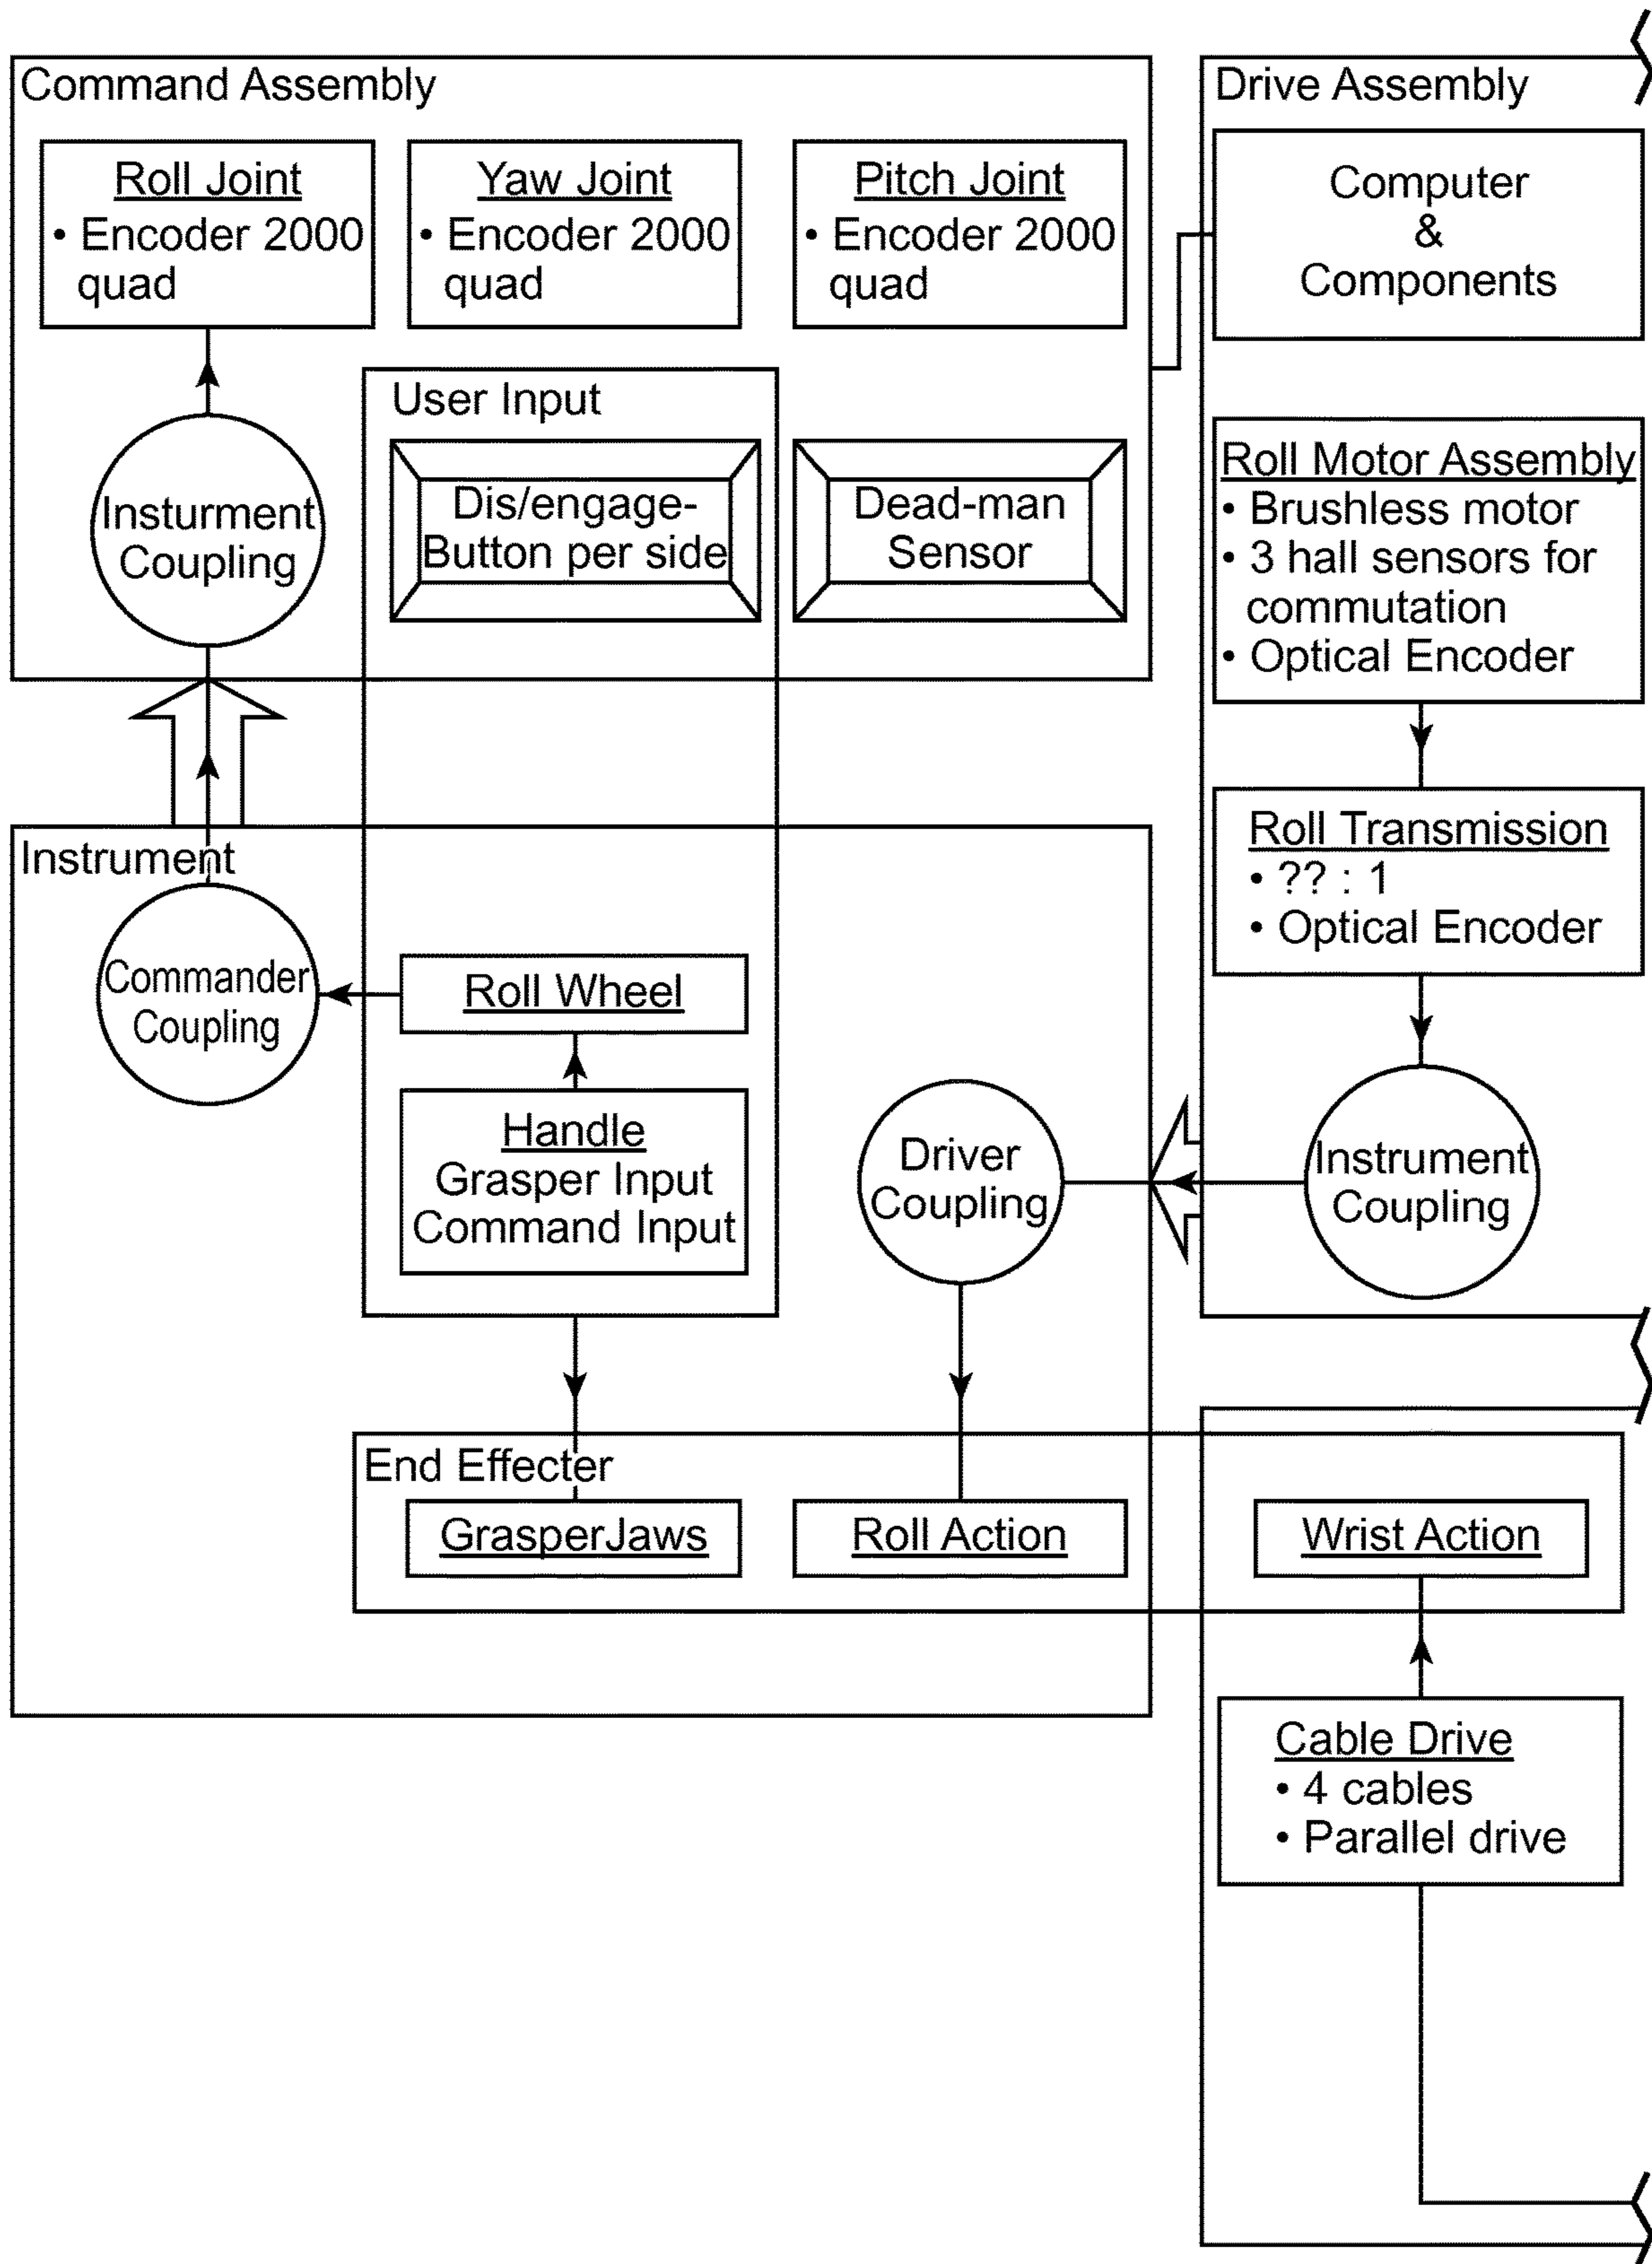 Command Assembly
Roll Joint
• Encoder 2000
quad
Yaw Joint
• Encoder 2000
quad
Pitch Joint
• Encoder 2000
quad
User Input
Insturment
Coupling
Dis/engage-
Button per side
Dead-man
Sensor
Drive Assembly
Computer
&
Components
Roll Motor Assembly
• Brushless motor
• 3 hall sensors for
commutation
• Optical Encoder
Roll Transmission
• ?? : 1
• Optical Encoder
Instrument
Coupling
Instrument
Commander
Coupling
Roll Wheel
Handle
Grasper Input
Command Input
Driver
Coupling
End Effecter
GrasperJaws
Roll Action
Wrist Action
Cable Drive
• 4 cables
• Parallel drive